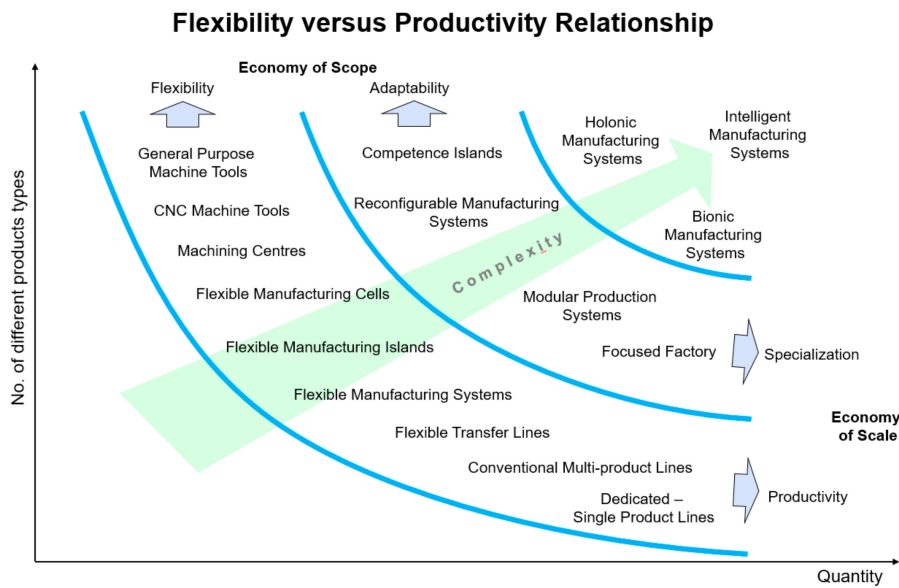 Flexibility versus Productivity Relationship
Economy of Scope
Flexibility
Adaptability
No. of different products types
General Purpose
Machine Tools
CNC Machine Tools
Machining Centres
Flexible Manufacturing Cells
Flexible Manufacturing Islands
Flexible Manufacturing Systems
Flexible Transfer Lines
Conventional Multi-product Lines
Dedicated –
Single Product Lines
Competence Islands
Reconfigurable Manufacturing
Systems
Complexity
Modular Production
Systems
Focused Factory
Holonic
Manufacturing
Systems
Intelligent
Manufacturing
Systems
Bionic
Manufacturing
Systems
Specialization
Economy
of Scale
Productivity
Quantity